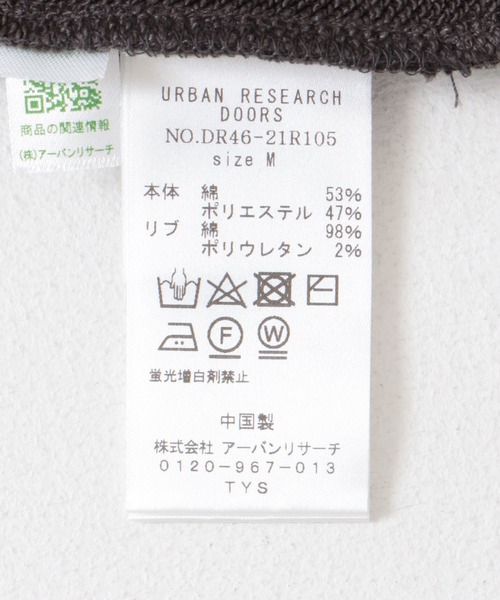 商品の関連情報
(株)アーバンリサーチ
URBAN RESEARCH
DOORS
NO.DR46-21R105
size M
本体 綿 53%
ポリエステル 47%
リブ 綿 98%
ポリウレタン 2%
F W
蛍光増白剤禁止
中国製
株式会社 アーバンリサーチ
0120-967-013
TYS